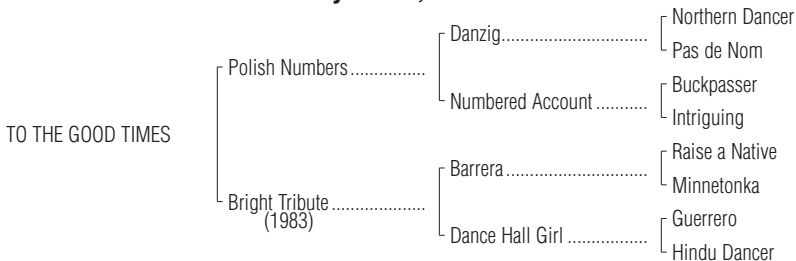 Northern Dancer
Danzig
Pas de Nom
Polish Numbers
Buckpasser
Numbered Account
Intriguing
TO THE GOOD TIMES
Raise a Native
Barrera
Minnetonka
Bright Tribute
(1983)
Guerrero
Dance Hall Girl
Hindu Dancer